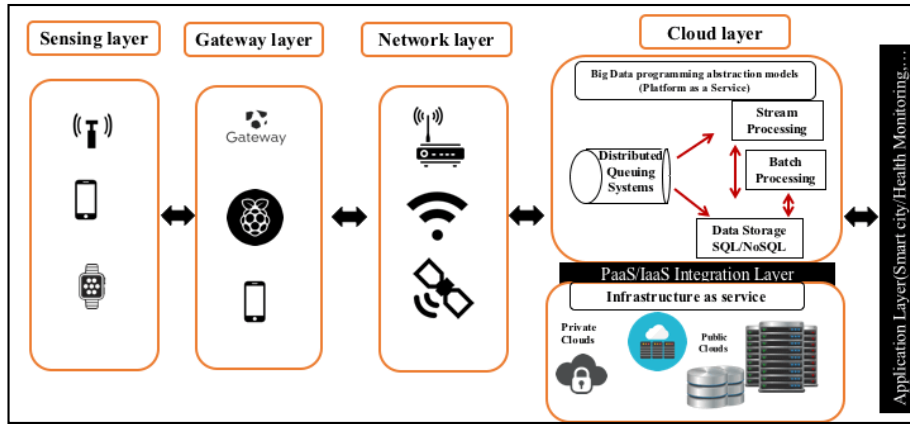 Sensing layer
Gateway layer
Network layer
Cloud layer
Gateway
Big Data programming abstraction models
(Platform as a Service)
Stream
Processing
Distributed
Queuing
Systems
Batch
Processing
Data Storage
SQL/NoSQL
PaaS/IaaS Integration Layer
Infrastructure as service
Private
Clouds
Public
Clouds
Application Layer(Smart city/Health Monitoring,…